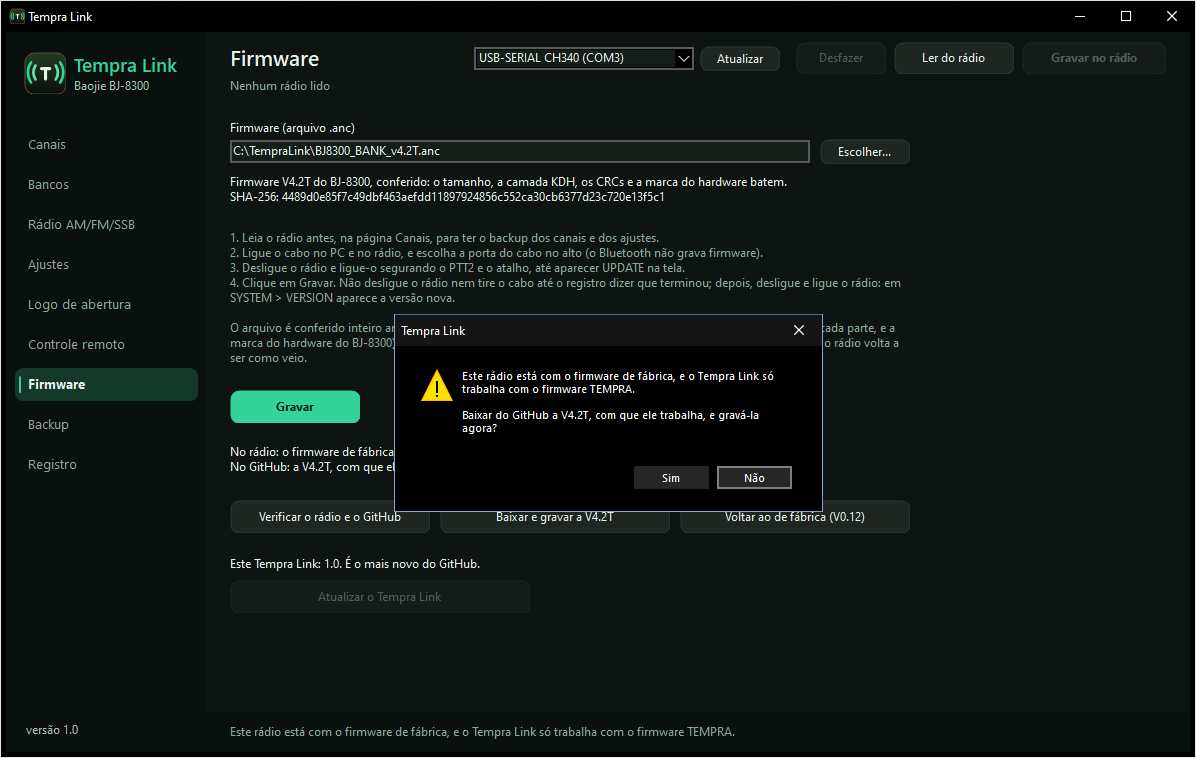 Tempra Link
Tempra Link
Baojie BJ-8300
Canais
Bancos
Rádio AM/FM/SSB
Ajustes
Logo de abertura
Controle remoto
Firmware
Backup
Registro
versão 1.0
Firmware
Nenhum rádio lido
USB-SERIAL CH340 (COM3)
Atualizar
Desfazer
Ler do rádio
Gravar no rádio
Firmware (arquivo .anc)
C:\TempraLink\BJ8300_BANK_v4.2T.anc
Escolher...
Firmware V4.2T do BJ-8300, conferido: o tamanho, a camada KDH, os CRCs e a marca do hardware batem.
SHA-256: 4489d0e85f7c49dbf463aefdd11897924856c552ca30cb6377d23c720e13f5c1
1. Leia o rádio antes, na página Canais, para ter o backup dos canais e dos ajustes.
2. Ligue o cabo no PC e no rádio, e escolha a porta do cabo no alto (o Bluetooth não grava firmware).
3. Desligue o rádio e ligue-o segurando o PTT2 e o atalho, até aparecer UPDATE na tela.
4. Clique em Gravar. Não desligue o rádio nem tire o cabo até o registro dizer que terminou; depois, desligue e ligue o rádio: em
SYSTEM > VERSION aparece a versão nova.
O arquivo é conferido inteiro an cada parte, e a
marca do hardware do BJ-8300) o rádio volta a
ser como veio.
Gravar
No rádio: o firmware de fábrica
No GitHub: a V4.2T, com que el
Tempra Link
Este rádio está com o firmware de fábrica, e o Tempra Link só
trabalha com o firmware TEMPRA.
Baixar do GitHub a V4.2T, com que ele trabalha, e gravá-la
agora?
Sim
Não
Verificar o rádio e o GitHub
Baixar e gravar a V4.2T
Voltar ao de fábrica (V0.12)
Este Tempra Link: 1.0. É o mais novo do GitHub.
Atualizar o Tempra Link
Este rádio está com o firmware de fábrica, e o Tempra Link só trabalha com o firmware TEMPRA.